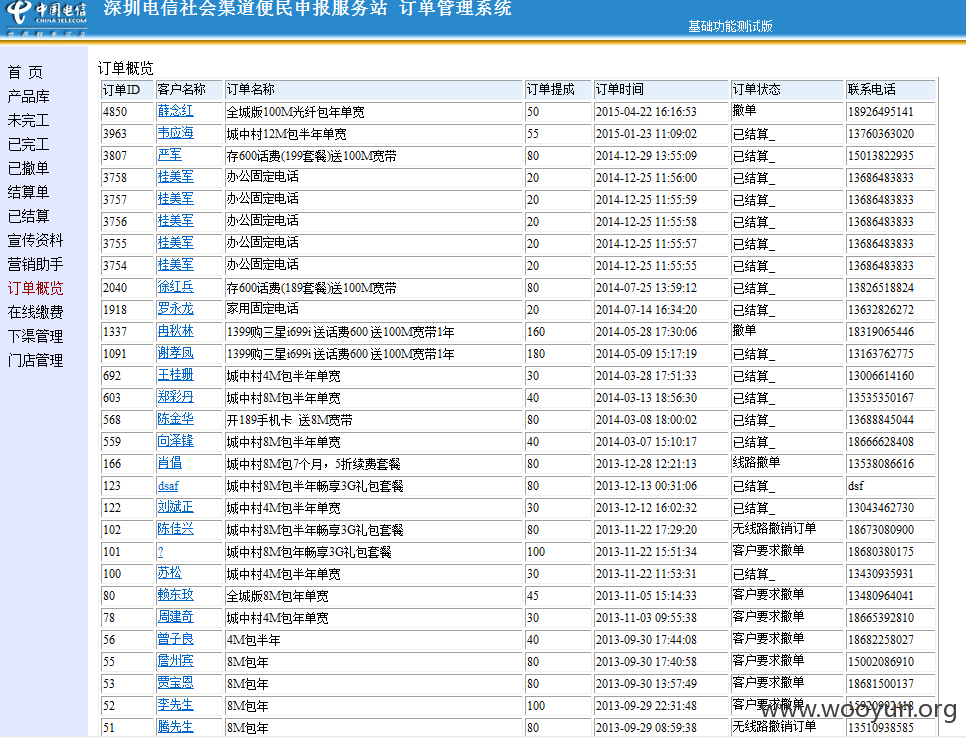 中国电信
CHINA TELECOM
深圳电信社会渠道便民申报服务站 订单管理系统
基础功能测试版
首 页
产品库
未完工
已完工
已撤单
结算单
已结算
宣传资料
营销助手
订单概览
在线缴费
下渠管理
门店管理
订单概览
订单ID 客户名称 订单名称 订单提成 订单时间 订单状态 联系电话
4850 薛念红 全城版100M光纤包年单宽 50 2015-04-22 16:16:53 撤单 18926495141
3963 韦应海 城中村12M包半年单宽 55 2015-01-23 11:09:02 已结算_ 13760363020
3807 严军 存600话费(199套餐)送100M宽带 80 2014-12-29 13:55:09 已结算_ 15013822935
3758 桂美军 办公固定电话 20 2014-12-25 11:56:00 已结算_ 13686483833
3757 桂美军 办公固定电话 20 2014-12-25 11:55:59 已结算_ 13686483833
3756 桂美军 办公固定电话 20 2014-12-25 11:55:58 已结算_ 13686483833
3755 桂美军 办公固定电话 20 2014-12-25 11:55:57 已结算_ 13686483833
3754 桂美军 办公固定电话 20 2014-12-25 11:55:55 已结算_ 13686483833
2040 徐红兵 存600话费(189套餐)送100M宽带 80 2014-07-25 13:59:12 已结算_ 13826518824
1918 罗永龙 家用固定电话 20 2014-07-14 16:34:20 已结算_ 13632826272
1337 冉秋林 1399购三星i699i 送话费600 送100M宽带1年 160 2014-05-28 17:30:06 撤单 18319065446
1091 谢孝凤 1399购三星i699i 送话费600 送100M宽带1年 180 2014-05-09 15:17:19 已结算_ 13163762775
692 王桂珊 城中村4M包半年单宽 30 2014-03-28 17:51:33 已结算_ 13006614160
603 郑彩丹 城中村8M包半年单宽 40 2014-03-13 18:56:30 已结算_ 13535350167
568 陈金华 开189手机卡 送8M宽带 80 2014-03-08 18:00:02 已结算_ 13688845044
559 向泽锋 城中村8M包半年单宽 40 2014-03-07 15:10:17 已结算_ 18666628408
166 肖倡 城中村8M包7个月，5折续费套餐 80 2013-12-28 12:21:13 线路撤单 13538086616
123 dsaf 城中村8M包半年畅享3G礼包套餐 80 2013-12-13 00:31:06 已结算_ dsf
122 刘斌正 城中村4M包半年单宽 30 2013-12-12 16:02:32 已结算_ 13043462730
102 陈佳兴 城中村8M包半年畅享3G礼包套餐 80 2013-11-22 17:29:20 无线路撤销订单 18673080900
101 ? 城中村8M包年畅享3G礼包套餐 100 2013-11-22 15:51:34 客户要求撤单 18680380175
100 苏松 城中村4M包半年单宽 30 2013-11-22 11:53:31 已结算_ 13430935931
80 赖东玫 全城版8M包年单宽 45 2013-11-05 15:14:33 客户要求撤单 13480964041
78 周建奇 城中村4M包年单宽 30 2013-11-03 09:55:38 客户要求撤单 18665392810
56 曾子良 4M包半年 40 2013-09-30 17:44:08 客户要求撤单 18682258027
55 詹州宾 8M包年 80 2013-09-30 17:40:58 客户要求撤单 15002086910
53 贾宝恩 8M包年 80 2013-09-30 13:57:49 客户要求撤单 18681500137
52 李先生 8M包年 100 2013-09-29 22:31:48 客户要求撤单 15920992418
51 腾先生 8M包年 80 2013-09-29 08:59:38 无线路撤销订单 13510938585
www.wooyun.org